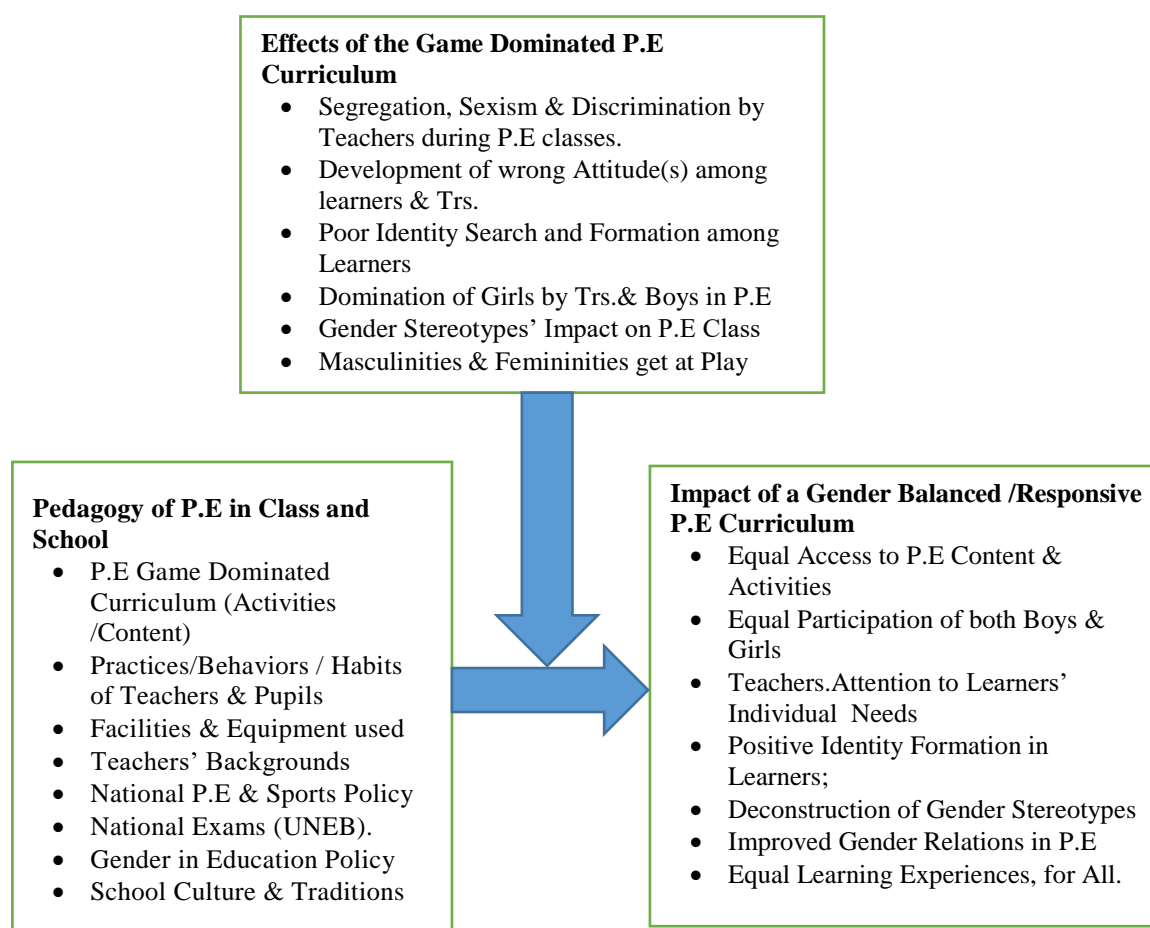 Effects of the Game Dominated P.E
Curriculum
• Segregation, Sexism & Discrimination by
Teachers during P.E classes.
• Development of wrong Attitude(s) among
learners & Trs.
• Poor Identity Search and Formation among
Learners
• Domination of Girls by Trs.& Boys in P.E
• Gender Stereotypes’ Impact on P.E Class
• Masculinities & Femininities get at Play
Pedagogy of P.E in Class and
School
• P.E Game Dominated
Curriculum (Activities
/Content)
• Practices/Behaviors / Habits
of Teachers & Pupils
• Facilities & Equipment used
• Teachers’ Backgrounds
• National P.E & Sports Policy
• National Exams (UNEB).
• Gender in Education Policy
• School Culture & Traditions
Impact of a Gender Balanced /Responsive
P.E Curriculum
• Equal Access to P.E Content &
Activities
• Equal Participation of both Boys &
Girls
• Teachers.Attention to Learners’
Individual Needs
• Positive Identity Formation in
Learners;
• Deconstruction of Gender Stereotypes
• Improved Gender Relations in P.E
• Equal Learning Experiences, for All.